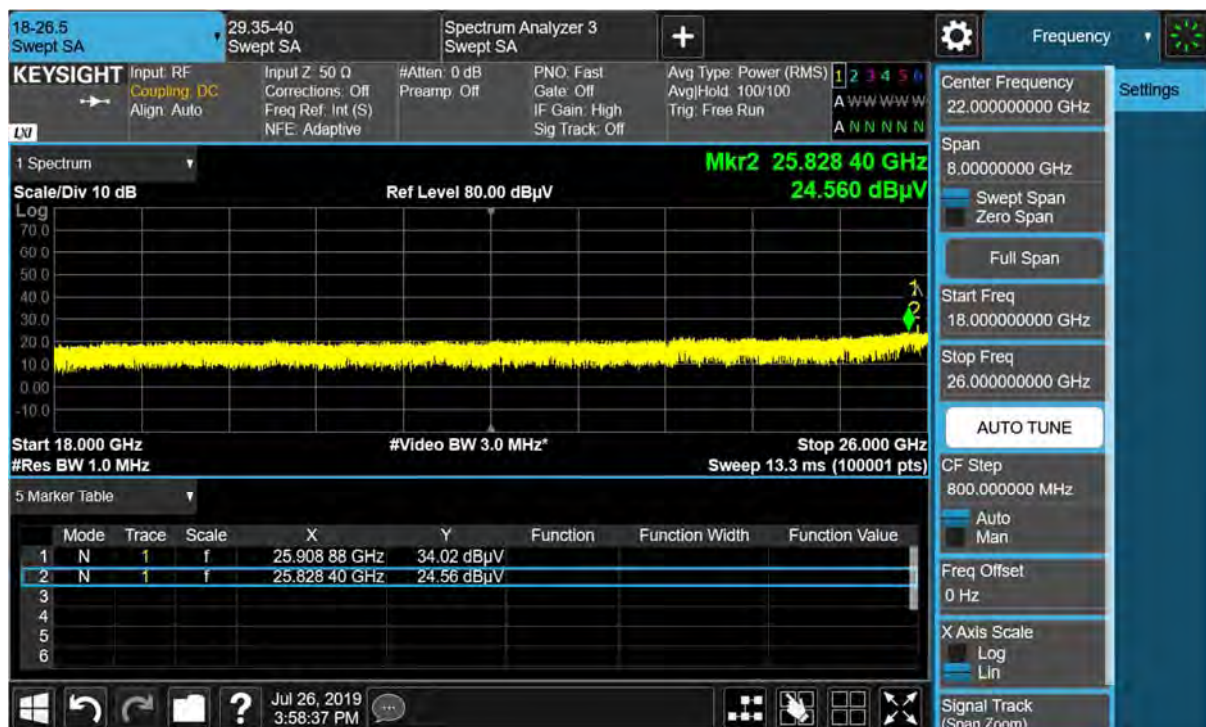 18-26.5
Swept SA
29.35-40
Swept SA
Spectrum Analyzer 3
Swept SA
+
Frequency
KEYSIGHT
LXI
Input: RF
Coupling: DC
Align: Auto
Input Z: 50 Ω
Corrections: Off
Freq Ref: Int (S)
NFE: Adaptive
#Atten: 0 dB
Preamp: Off
PNO: Fast
Gate: Off
IF Gain: High
Sig Track: Off
Avg Type: Power (RMS)
Avg|Hold: 100/100
Trig: Free Run
1 2 3 4 5 6
A W W W W W
A N N N N N
1 Spectrum
Scale/Div 10 dB
Ref Level 80.00 dBµV
Mkr2 25.828 40 GHz
24.560 dBµV
Log
70.0
60.0
50.0
40.0
30.0
20.0
10.0
0.00
-10.0
1
2
Start 18.000 GHz
#Video BW 3.0 MHz*
Stop 26.000 GHz
#Res BW 1.0 MHz
Sweep 13.3 ms (100001 pts)
5 Marker Table
Mode Trace Scale X Y Function Function Width Function Value
1 N 1 f 25.908 88 GHz 34.02 dBµV
2 N 1 f 25.828 40 GHz 24.56 dBµV
3
4
5
6
?
Jul 26, 2019
3:58:37 PM
Center Frequency
22.000000000 GHz
Settings
Span
8.00000000 GHz
Swept Span
Zero Span
Full Span
Start Freq
18.000000000 GHz
Stop Freq
26.000000000 GHz
AUTO TUNE
CF Step
800.000000 MHz
Auto
Man
Freq Offset
0 Hz
X Axis Scale
Log
Lin
Signal Track
(Span Zoom)